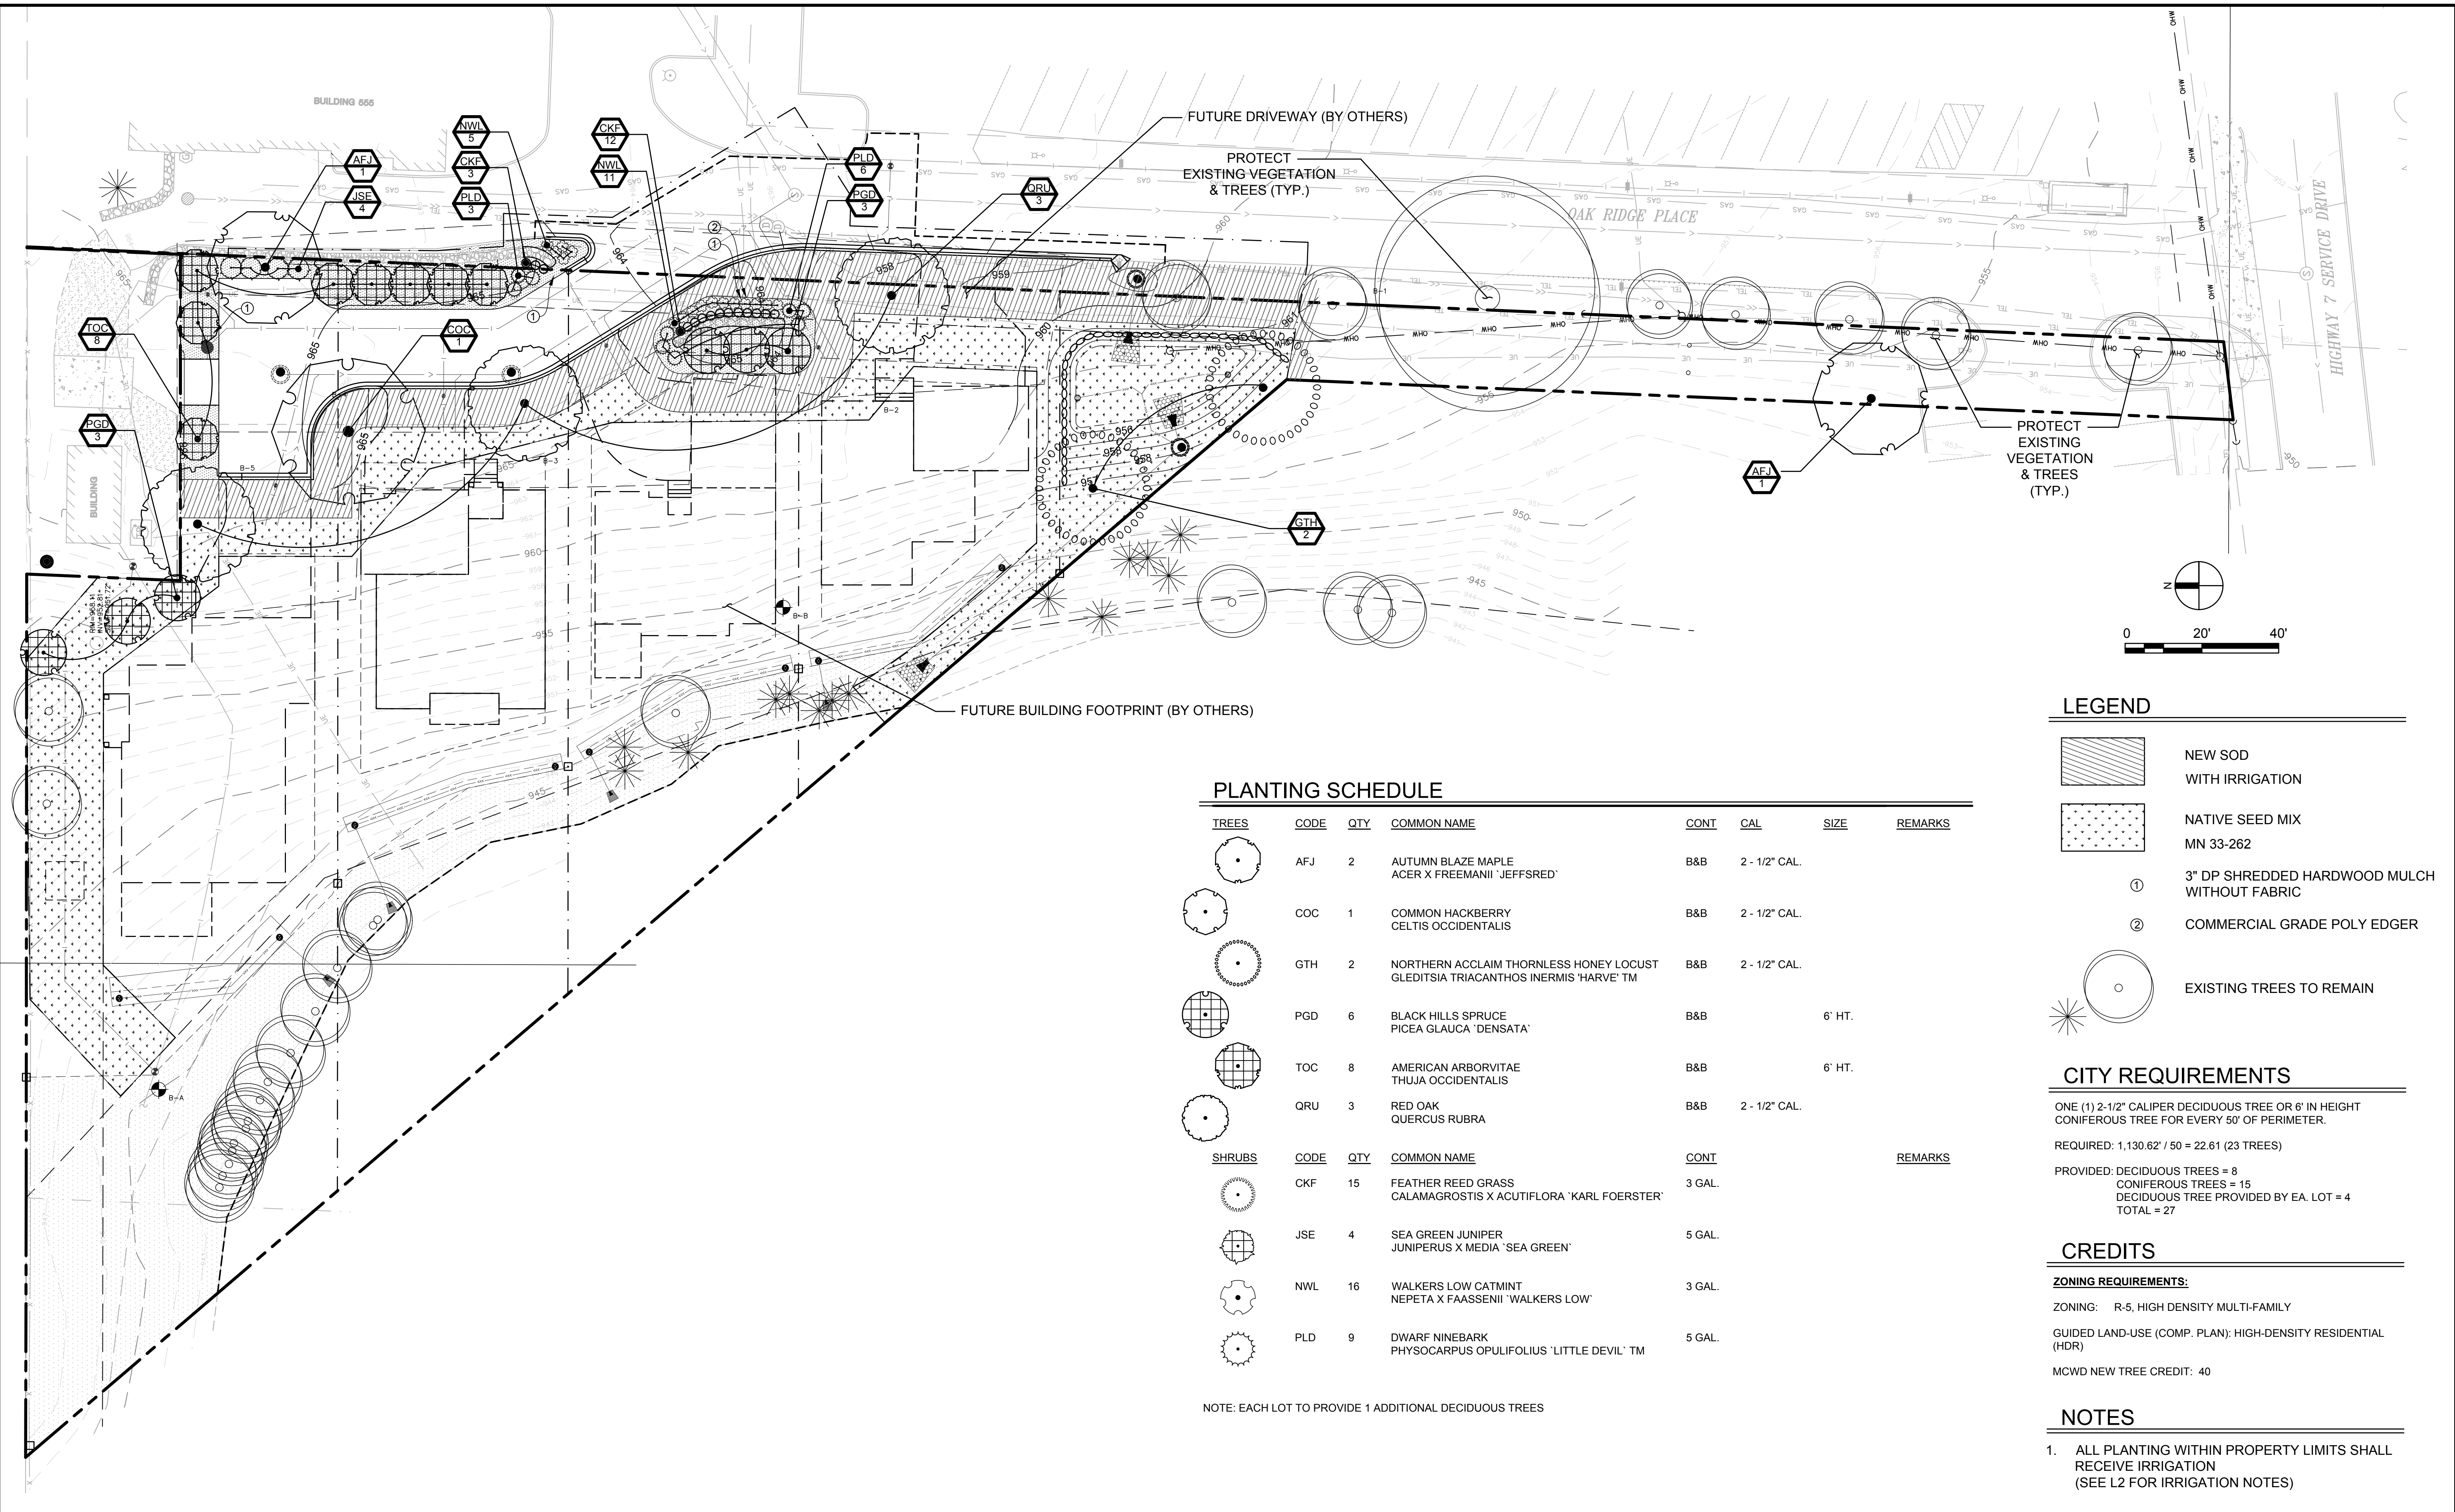 BUILDING 555
NWL
5
CKF
12
AFJ
1
CKF
3
NWL
11
PLD
6
JSE
4
PLD
3
PGD
3
QRU
3
FUTURE DRIVEWAY (BY OTHERS)
PROTECT
EXISTING VEGETATION
& TREES (TYP.)
OAK RIDGE PLACE
HIGHWAY 7 SERVICE DRIVE
TOC
8
COC
1
PGD
3
BUILDING
GTH
2
AFJ
1
PROTECT
EXISTING
VEGETATION
& TREES
(TYP.)
B-1
B-2
B-3
B-5
B-B
B-A
964
958
959
960
961
965
956
955
950
945
N
0 20' 40'
FUTURE BUILDING FOOTPRINT (BY OTHERS)
PLANTING SCHEDULE
TREES CODE QTY COMMON NAME CONT CAL SIZE REMARKS
AFJ 2 AUTUMN BLAZE MAPLE B&B 2 - 1/2" CAL.
ACER X FREEMANII `JEFFSRED`
COC 1 COMMON HACKBERRY B&B 2 - 1/2" CAL.
CELTIS OCCIDENTALIS
GTH 2 NORTHERN ACCLAIM THORNLESS HONEY LOCUST B&B 2 - 1/2" CAL.
GLEDITSIA TRIACANTHOS INERMIS 'HARVE' TM
PGD 6 BLACK HILLS SPRUCE B&B 6` HT.
PICEA GLAUCA `DENSATA`
TOC 8 AMERICAN ARBORVITAE B&B 6` HT.
THUJA OCCIDENTALIS
QRU 3 RED OAK B&B 2 - 1/2" CAL.
QUERCUS RUBRA
SHRUBS CODE QTY COMMON NAME CONT REMARKS
CKF 15 FEATHER REED GRASS 3 GAL.
CALAMAGROSTIS X ACUTIFLORA `KARL FOERSTER`
JSE 4 SEA GREEN JUNIPER 5 GAL.
JUNIPERUS X MEDIA `SEA GREEN`
NWL 16 WALKERS LOW CATMINT 3 GAL.
NEPETA X FAASSENII `WALKERS LOW`
PLD 9 DWARF NINEBARK 5 GAL.
PHYSOCARPUS OPULIFOLIUS `LITTLE DEVIL` TM
NOTE: EACH LOT TO PROVIDE 1 ADDITIONAL DECIDUOUS TREES
LEGEND
NEW SOD
WITH IRRIGATION
NATIVE SEED MIX
MN 33-262
1 3" DP SHREDDED HARDWOOD MULCH
WITHOUT FABRIC
2 COMMERCIAL GRADE POLY EDGER
EXISTING TREES TO REMAIN
CITY REQUIREMENTS
ONE (1) 2-1/2" CALIPER DECIDUOUS TREE OR 6' IN HEIGHT
CONIFEROUS TREE FOR EVERY 50' OF PERIMETER.
REQUIRED: 1,130.62' / 50 = 22.61 (23 TREES)
PROVIDED: DECIDUOUS TREES = 8
CONIFEROUS TREES = 15
DECIDUOUS TREE PROVIDED BY EA. LOT = 4
TOTAL = 27
CREDITS
ZONING REQUIREMENTS:
ZONING: R-5, HIGH DENSITY MULTI-FAMILY
GUIDED LAND-USE (COMP. PLAN): HIGH-DENSITY RESIDENTIAL
(HDR)
MCWD NEW TREE CREDIT: 40
NOTES
1. ALL PLANTING WITHIN PROPERTY LIMITS SHALL
RECEIVE IRRIGATION
(SEE L2 FOR IRRIGATION NOTES)